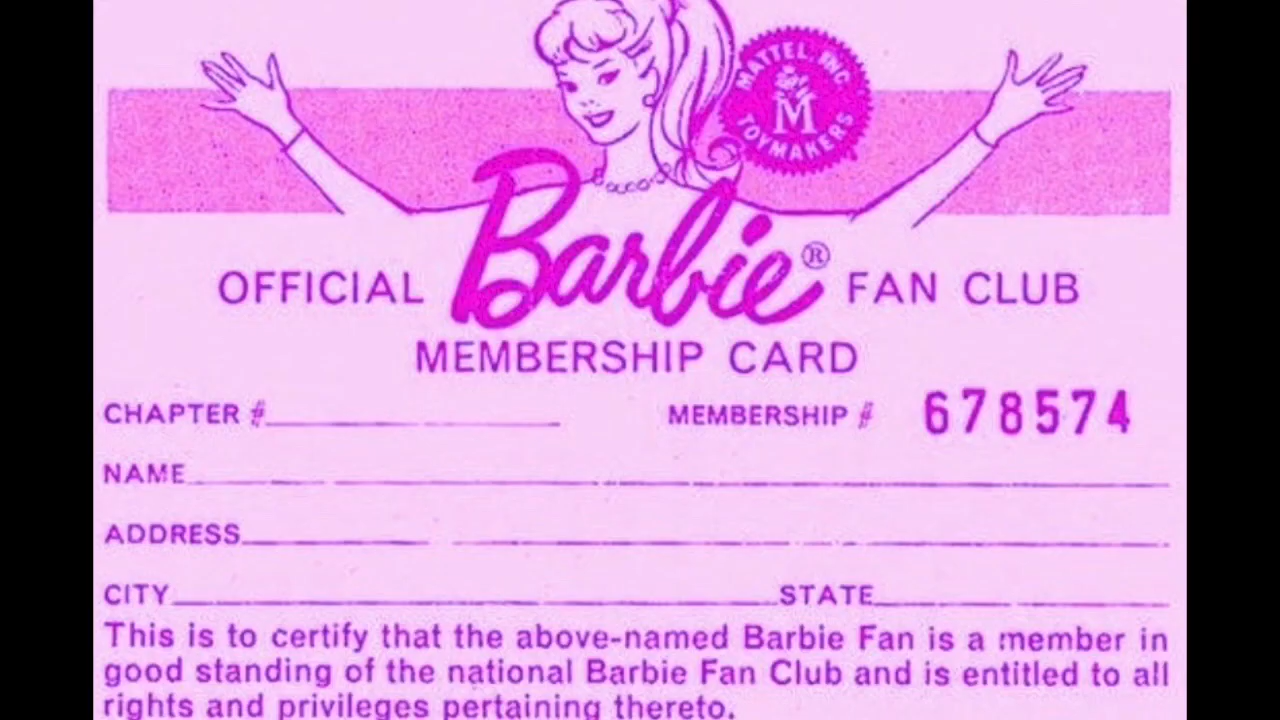 MATTEL, INC.
M
TOYMAKERS
OFFICIAL Barbie® FAN CLUB
MEMBERSHIP CARD
CHAPTER # MEMBERSHIP # 678574
NAME
ADDRESS
CITY STATE
This is to certify that the above-named Barbie Fan is a member in
good standing of the national Barbie Fan Club and is entitled to all
rights and privileges pertaining thereto.